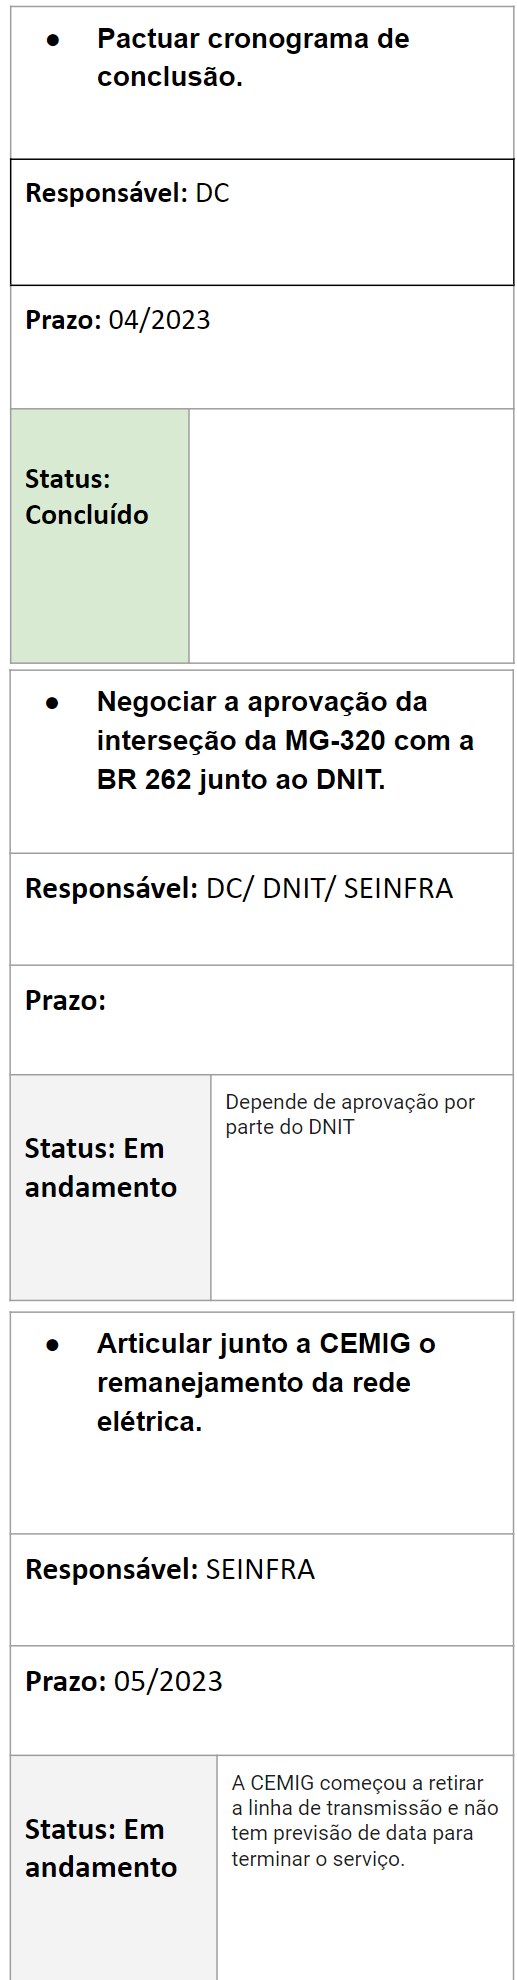 ● Pactuar cronograma de
conclusão.
Responsável: DC
Prazo: 04/2023
Status:
Concluído
● Negociar a aprovação da
interseção da MG-320 com a
BR 262 junto ao DNIT.
Responsável: DC/ DNIT/ SEINFRA
Prazo:
Status: Em
andamento
Depende de aprovação por
parte do DNIT
● Articular junto a CEMIG o
remanejamento da rede
elétrica.
Responsável: SEINFRA
Prazo: 05/2023
Status: Em
andamento
A CEMIG começou a retirar
a linha de transmissão e não
tem previsão de data para
terminar o serviço.